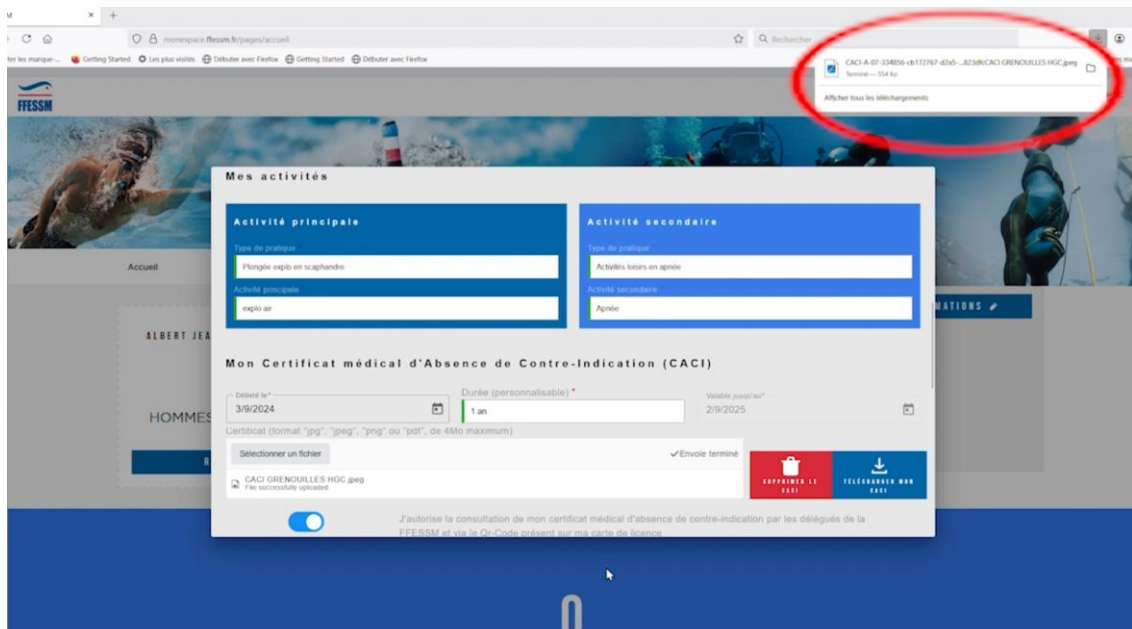 monespace.ffessm.fr/pages/accueil
Rechercher
Getting Started
Les plus visités
Débuter avec Firefox
Getting Started
Débuter avec Firefox
CACI-A-07-334856-cb172767-d2a5-...823dfcCACI GRENOUILLES HGC.jpeg
Terminé — 354 Ko
Afficher tous les téléchargements
FFESSM
Mes activités
Activité principale
Activité secondaire
Type de pratique
Type de pratique
Plongée explo en scaphandre
Activités loisirs en apnée
Accueil
Activité principale
Activité secondaire
explo air
Apnée
ALBERT JEA
Mon Certificat médical d'Absence de Contre-Indication (CACI)
Délivré le*
Durée (personnalisable) *
Valable jusqu'au*
3/9/2024
1 an
2/9/2025
HOMMES
Certificat (format "jpg", "jpeg", "png" ou "pdf", de 4Mo maximum)
Sélectionner un fichier
Envoie terminé
CACI GRENOUILLES HGC.jpeg
File successfully uploaded.
SUPPRIMER LE
CACI
TÉLÉCHARGER MON
CACI
J'autorise la consultation de mon certificat médical d'absence de contre-indication par les délégués de la
FFESSM et via le Qr-Code présent sur ma carte de licence